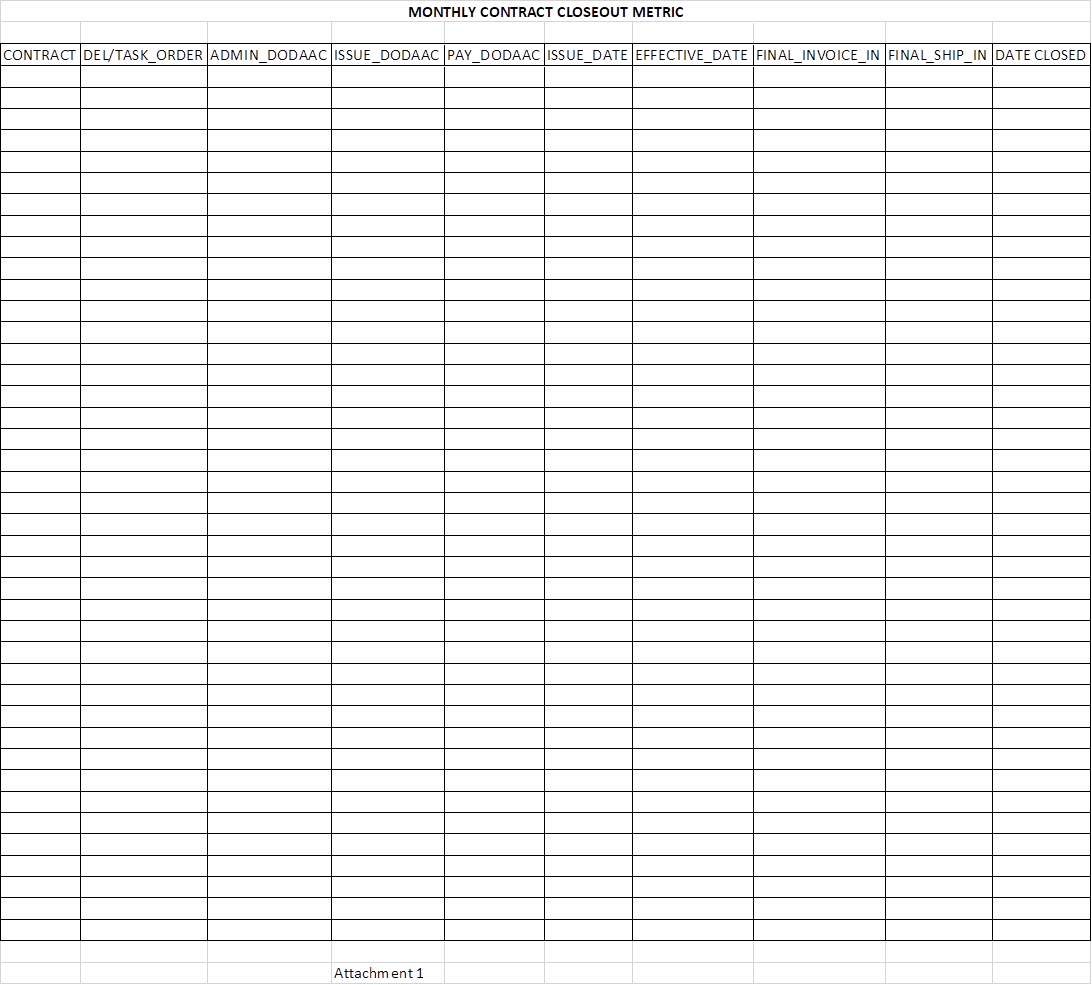 MONTHLY CONTRACT CLOSEOUT METRIC
CONTRACT DEL/TASK_ORDER ADMIN_DODAAC ISSUE_DODAAC PAY_DODAAC ISSUE_DATE EFFECTIVE_DATE FINAL_INVOICE_IN FINAL_SHIP_IN DATE CLOSED
Attachment 1